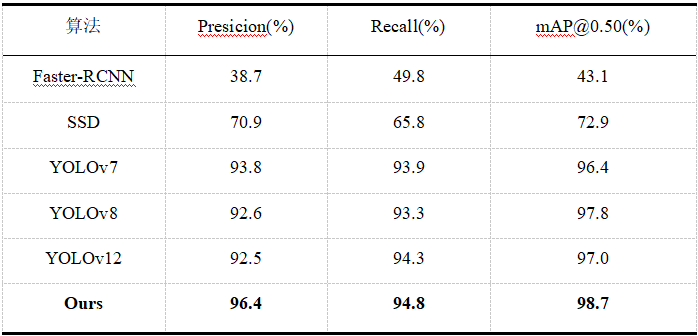 算法 Presicion(%) Recall(%) mAP@0.50(%)
Faster-RCNN 38.7 49.8 43.1
SSD 70.9 65.8 72.9
YOLOv7 93.8 93.9 96.4
YOLOv8 92.6 93.3 97.8
YOLOv12 92.5 94.3 97.0
Ours 96.4 94.8 98.7